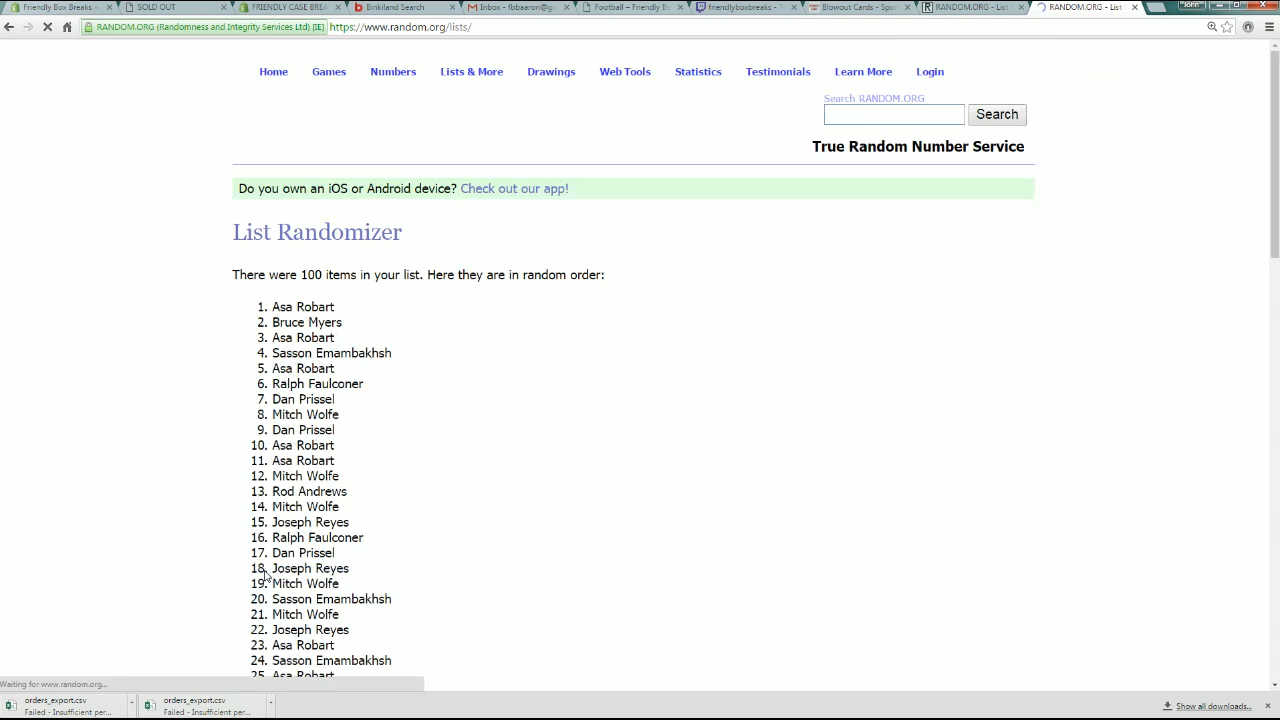 Friendly Box Breaks –
SOLD OUT
FRIENDLY CASE BREA
Binkiland Search
Inbox - fbbaaron@g
Football – Friendly Bo
friendlyboxbreaks - T
Blowout Cards - Spo
RANDOM.ORG - List
RANDOM.ORG - List
John
RANDOM.ORG (Randomness and Integrity Services Ltd) [IE]
https://www.random.org/lists/
Home Games Numbers Lists & More Drawings Web Tools Statistics Testimonials Learn More Login
Search RANDOM.ORG
Search
True Random Number Service
Do you own an iOS or Android device? Check out our app!
List Randomizer
There were 100 items in your list. Here they are in random order:
1. Asa Robart
2. Bruce Myers
3. Asa Robart
4. Sasson Emambakhsh
5. Asa Robart
6. Ralph Faulconer
7. Dan Prissel
8. Mitch Wolfe
9. Dan Prissel
10. Asa Robart
11. Asa Robart
12. Mitch Wolfe
13. Rod Andrews
14. Mitch Wolfe
15. Joseph Reyes
16. Ralph Faulconer
17. Dan Prissel
18. Joseph Reyes
19. Mitch Wolfe
20. Sasson Emambakhsh
21. Mitch Wolfe
22. Joseph Reyes
23. Asa Robart
24. Sasson Emambakhsh
25. Asa Robart
Waiting for www.random.org...
orders_export.csv
Failed - Insufficient per...
orders_export.csv
Failed - Insufficient per...
Show all downloads...